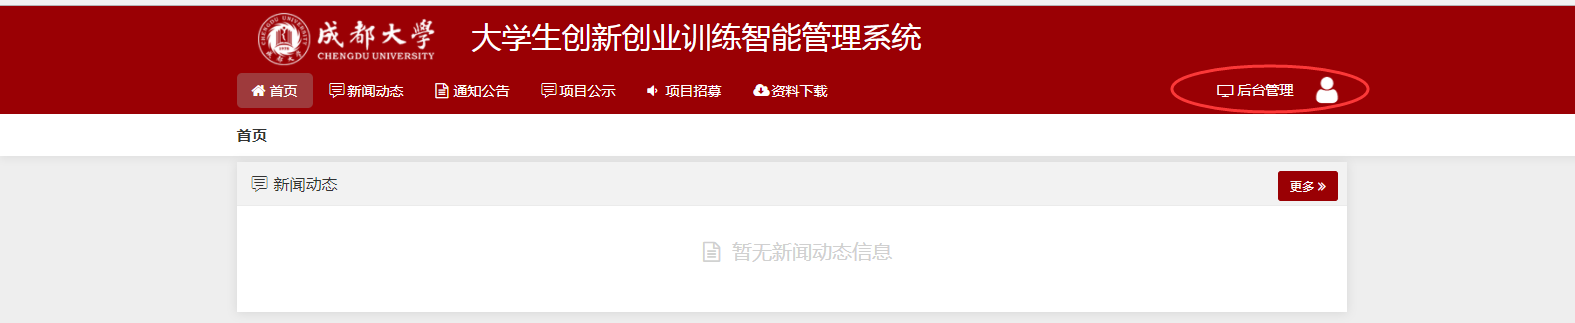 成都大學
CHENGDU UNIVERSITY
大学生创新创业训练智能管理系统
首页 新闻动态 通知公告 项目公示 项目招募 资料下载 后台管理
首页
新闻动态 更多
暂无新闻动态信息